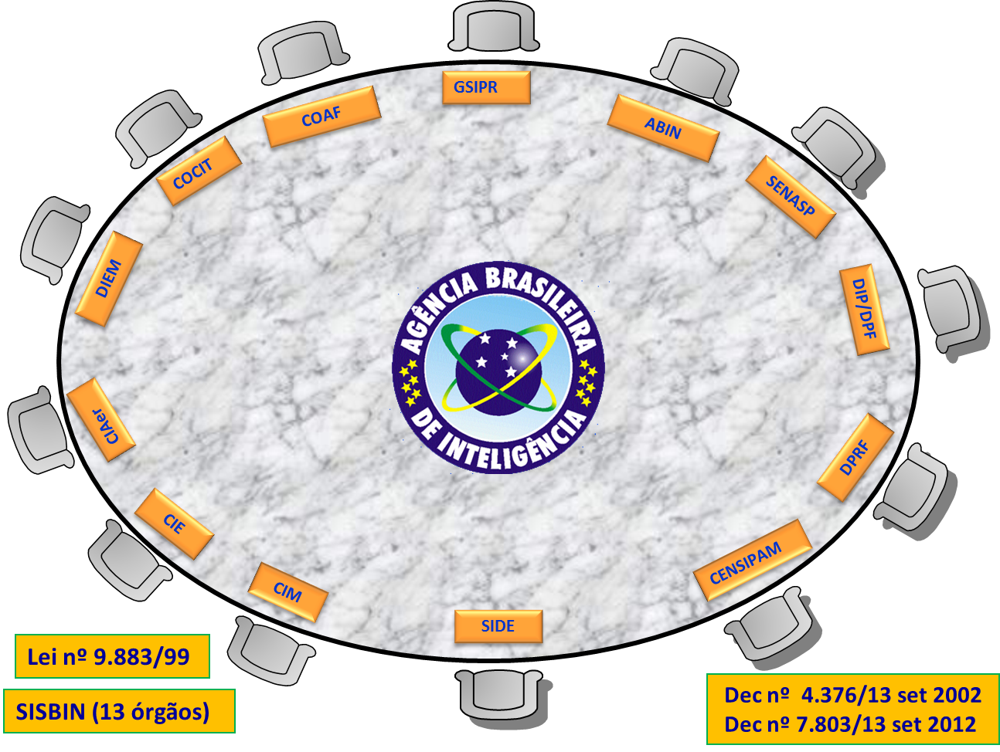 GSIPR
COAF
ABIN
COCIT
SENASP
DIEM
DIP/DPF
AGÊNCIA BRASILEIRA
DE INTELIGÊNCIA
CIAer
DPRF
CIE
CENSIPAM
CIM
SIDE
Lei nº 9.883/99
SISBIN (13 órgãos)
Dec nº 4.376/13 set 2002
Dec nº 7.803/13 set 2012